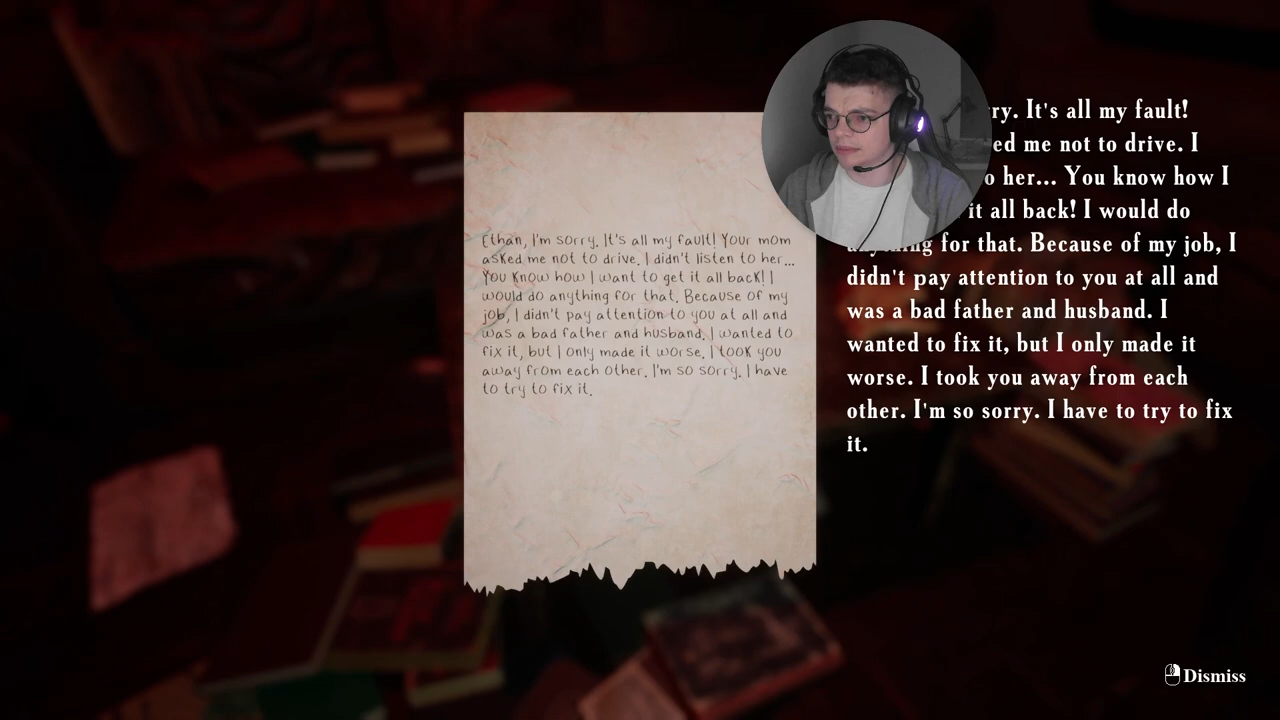 Ethan, I'm sorry. It's all my fault! Your mom
asked me not to drive. I didn't listen to her...
You know how I want to get it all back! I
would do anything for that. Because of my
job, I didn't pay attention to you at all and
was a bad father and husband. I wanted to
fix it, but I only made it worse. I took you
away from each other. I'm so sorry. I have
to try to fix it.
It's all my fault!
me not to drive. I
her... You know how I
it all back! I would do
for that. Because of my job, I
didn't pay attention to you at all and
was a bad father and husband. I
wanted to fix it, but I only made it
worse. I took you away from each
other. I'm so sorry. I have to try to fix
it.
Dismiss